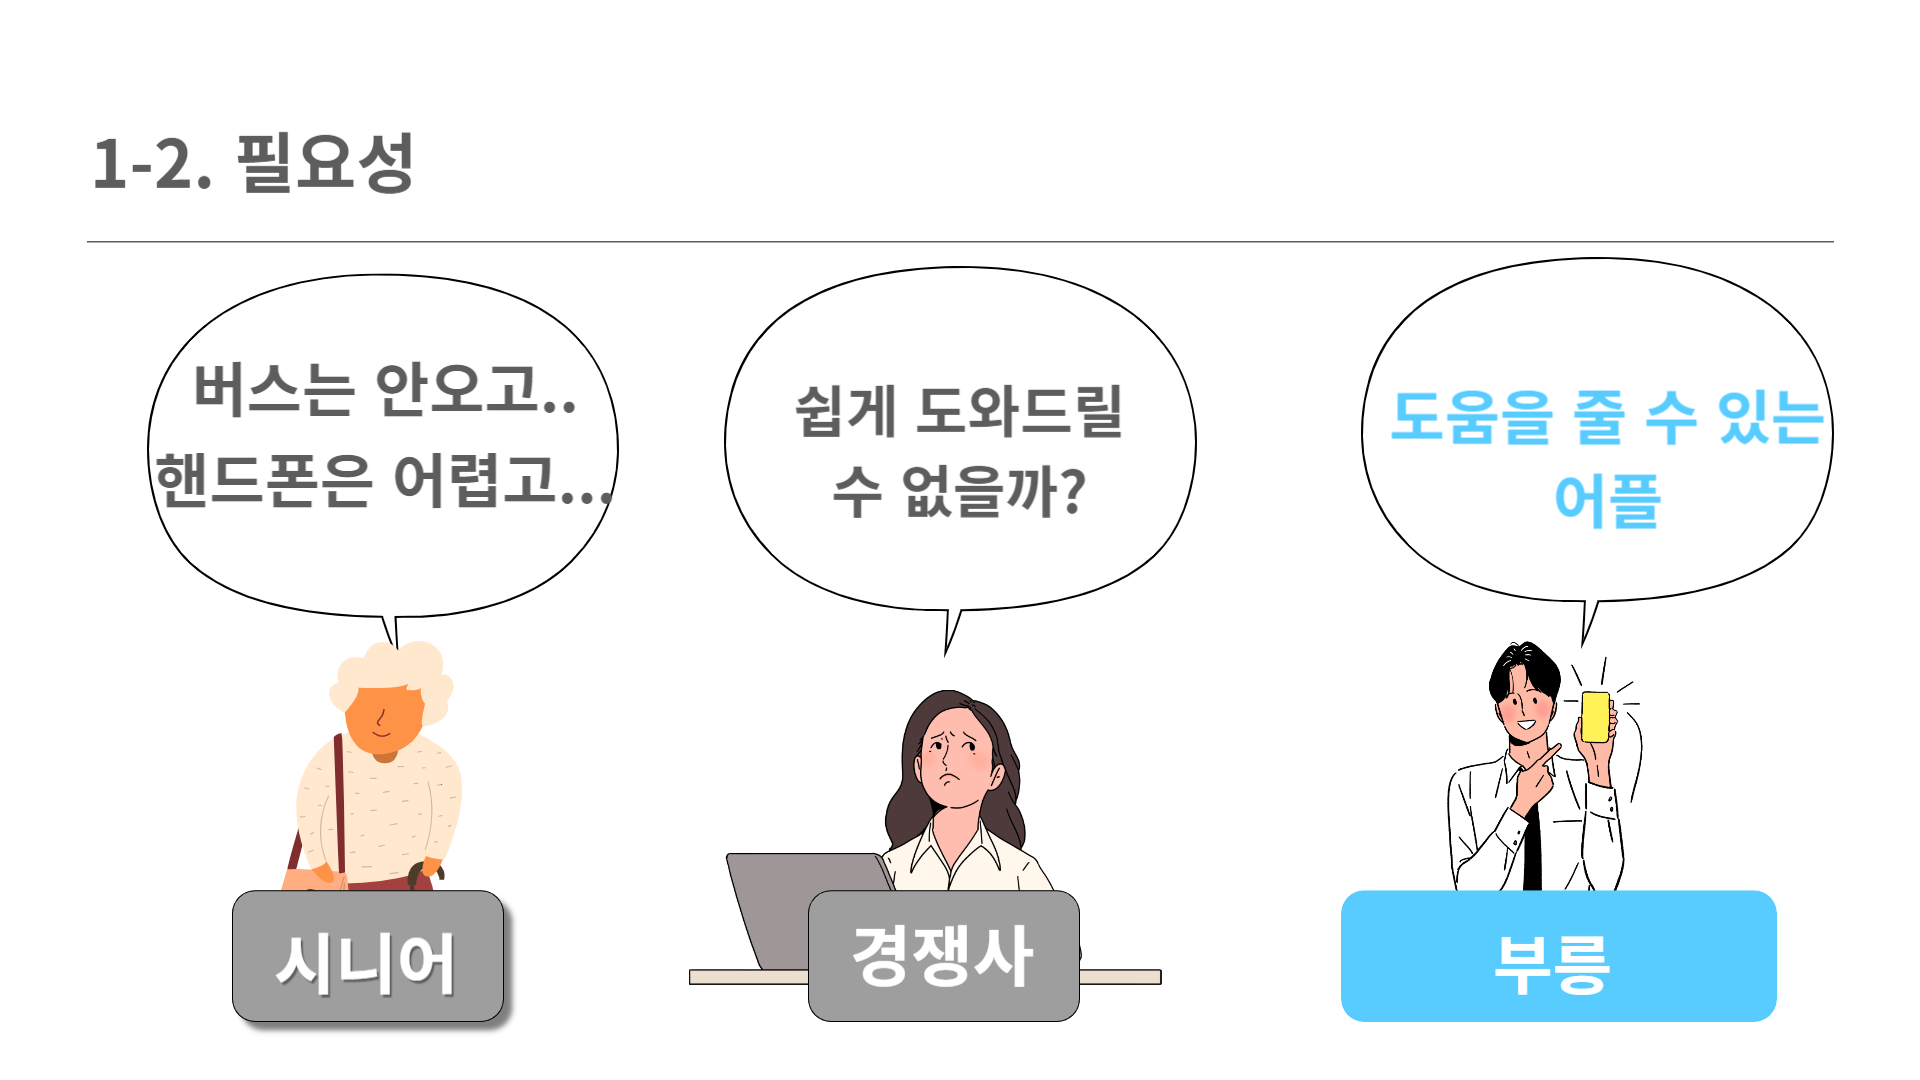 1-2. 필요성
버스는 안오고..
핸드폰은 어렵고...
쉽게 도와드릴
수 없을까?
도움을 줄 수 있는
어플
시니어
경쟁사
부릉